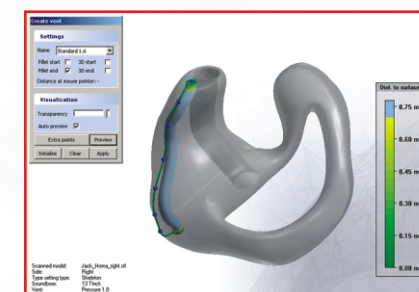 Create vent
Settings
Name Standard 1.6
Fillet start 3D-start
Fillet end 3D-end
Distance at mouse pointer: -
Visualization
Transparency
Auto preview
Extra points Preview
Initialize Clear Apply
Dist. to surface
0.75 mm
0.60 mm
0.45 mm
0.30 mm
0.15 mm
0.00 mm
Scanned model: Jack_Homa_right.stl
Side: Right
Type setting type: Skeleton
Soundbore: 13 Thick
Vent: Pressure 1.0